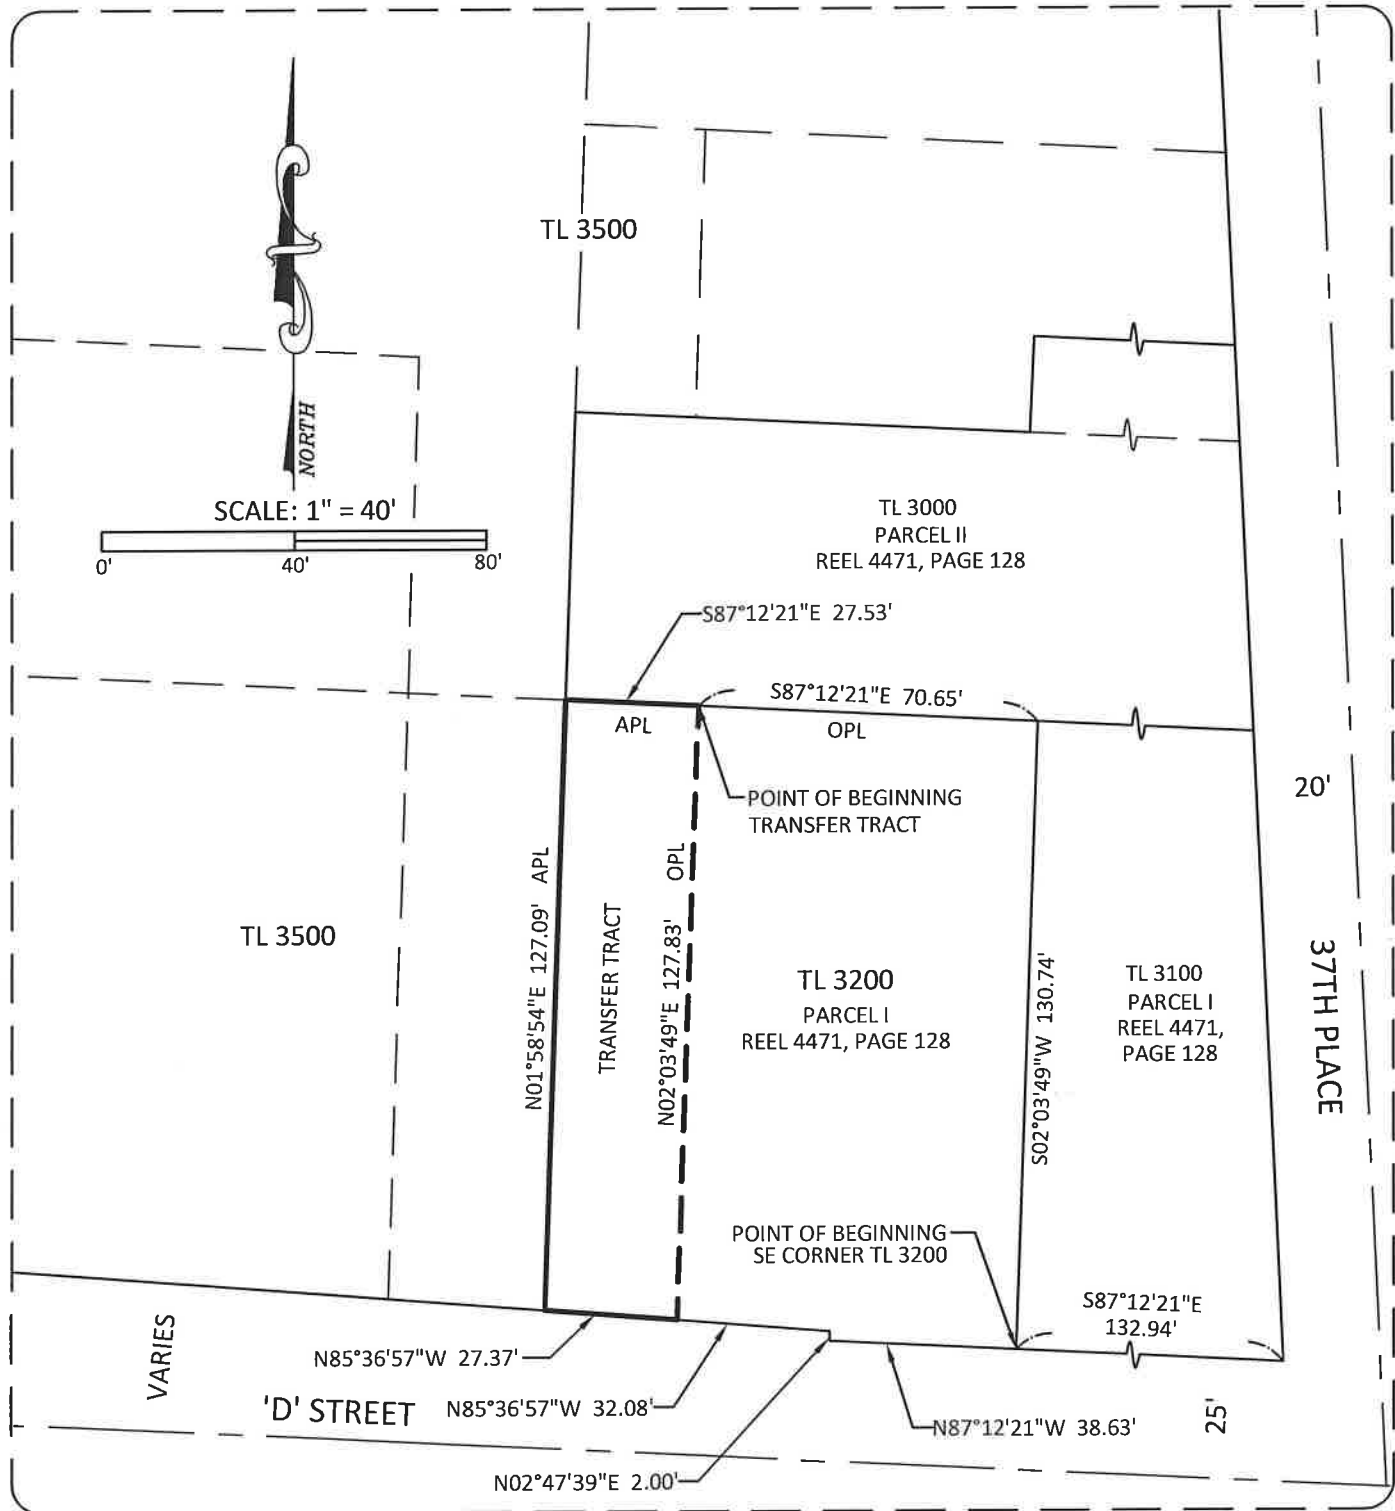 TL 3500
NORTH
SCALE: 1" = 40'
0' 40' 80'
TL 3000
PARCEL II
REEL 4471, PAGE 128
S87°12'21"E 27.53'
S87°12'21"E 70.65'
APL
OPL
POINT OF BEGINNING
TRANSFER TRACT
20'
N01°58'54"E 127.09' APL
TRANSFER TRACT
N02°03'49"E 127.83' OPL
TL 3500
TL 3200
PARCEL I
REEL 4471, PAGE 128
S02°03'49"W 130.74'
TL 3100
PARCEL I
REEL 4471,
PAGE 128
37TH PLACE
POINT OF BEGINNING
SE CORNER TL 3200
S87°12'21"E
132.94'
VARIES
N85°36'57"W 27.37'
'D' STREET
N85°36'57"W 32.08'
N87°12'21"W 38.63'
25'
N02°47'39"E 2.00'